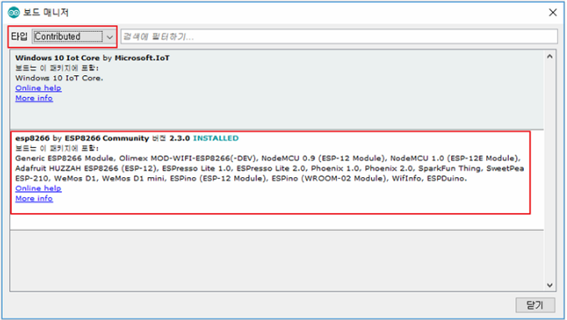 보드 매니저
타입 Contributed 검색에 필터하기...
Windows 10 Iot Core by Microsoft.IoT
보드는 이 패키지에 포함:
Windows 10 IoT Core.
Online help
More info
esp8266 by ESP8266 Community 버전 2.3.0 INSTALLED
보드는 이 패키지에 포함:
Generic ESP8266 Module, Olimex MOD-WIFI-ESP8266(-DEV), NodeMCU 0.9 (ESP-12 Module), NodeMCU 1.0 (ESP-12E Module),
Adafruit HUZZAH ESP8266 (ESP-12), ESPresso Lite 1.0, ESPresso Lite 2.0, Phoenix 1.0, Phoenix 2.0, SparkFun Thing, SweetPea
ESP-210, WeMos D1, WeMos D1 mini, ESPino (ESP-12 Module), ESPino (WROOM-02 Module), WifInfo, ESPDuino.
Online help
More info
닫기